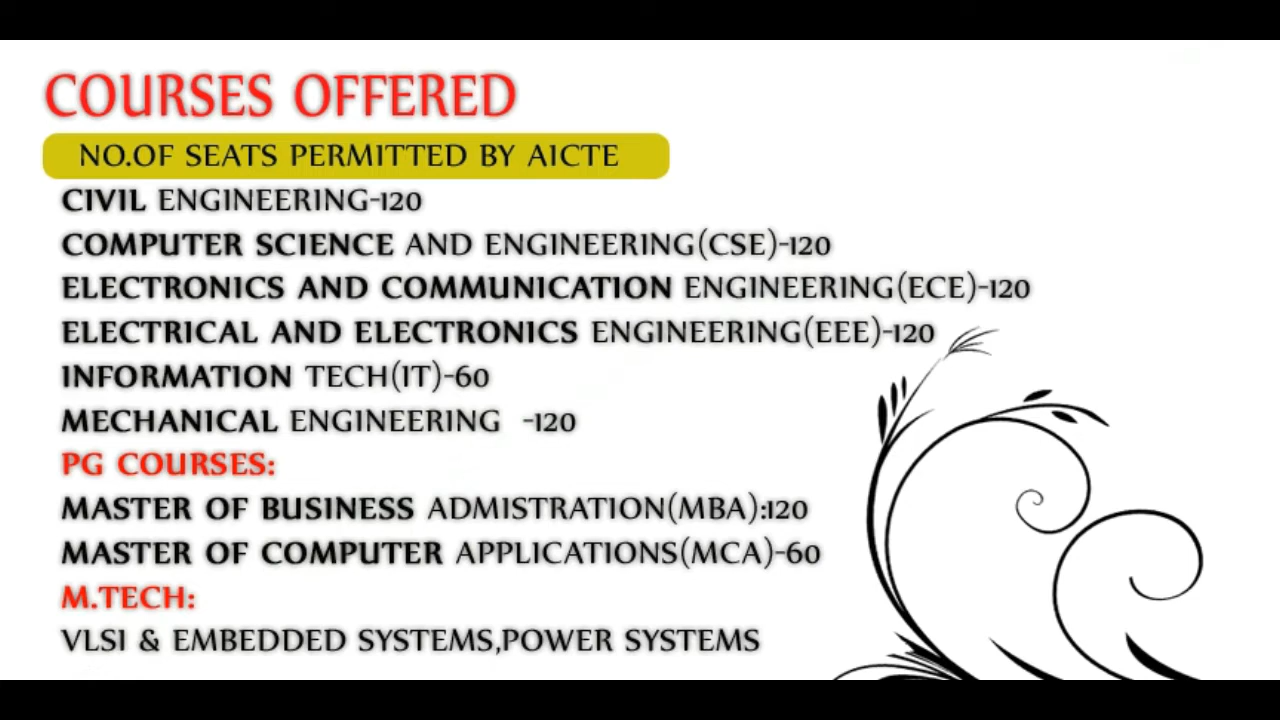 COURSES OFFERED
NO.OF SEATS PERMITTED BY AICTE
CIVIL ENGINEERING-120
COMPUTER SCIENCE AND ENGINEERING(CSE)-120
ELECTRONICS AND COMMUNICATION ENGINEERING(ECE)-120
ELECTRICAL AND ELECTRONICS ENGINEERING(EEE)-120
INFORMATION TECH(IT)-60
MECHANICAL ENGINEERING -120
PG COURSES:
MASTER OF BUSINESS ADMISTRATION(MBA):120
MASTER OF COMPUTER APPLICATIONS(MCA)-60
M.TECH:
VLSI & EMBEDDED SYSTEMS,POWER SYSTEMS